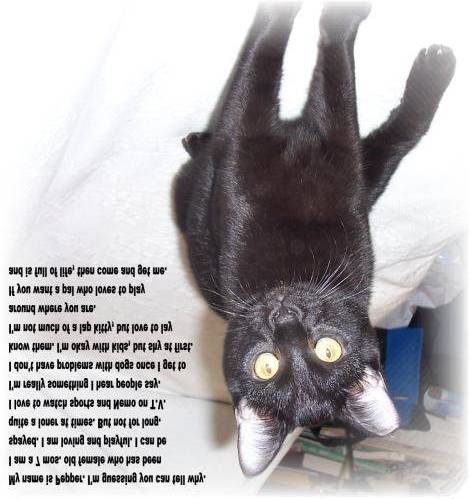 My name is Pepper. I'm guessing you can tell why.
I am a 7 mos. old female who has been
spayed. I am loving and playful. I can be
quite a loner at times. But not for long.
I love to watch sports and Nemo on T.V.
I'm really something I hear people say.
I don't have problems with dogs once I get to
know them. I'm okay with kids, but shy at first.
I'm not much of a lap kitty, but love to lay
around where you are.
If you want a pal who loves to play
and is full of life, then come and get me.